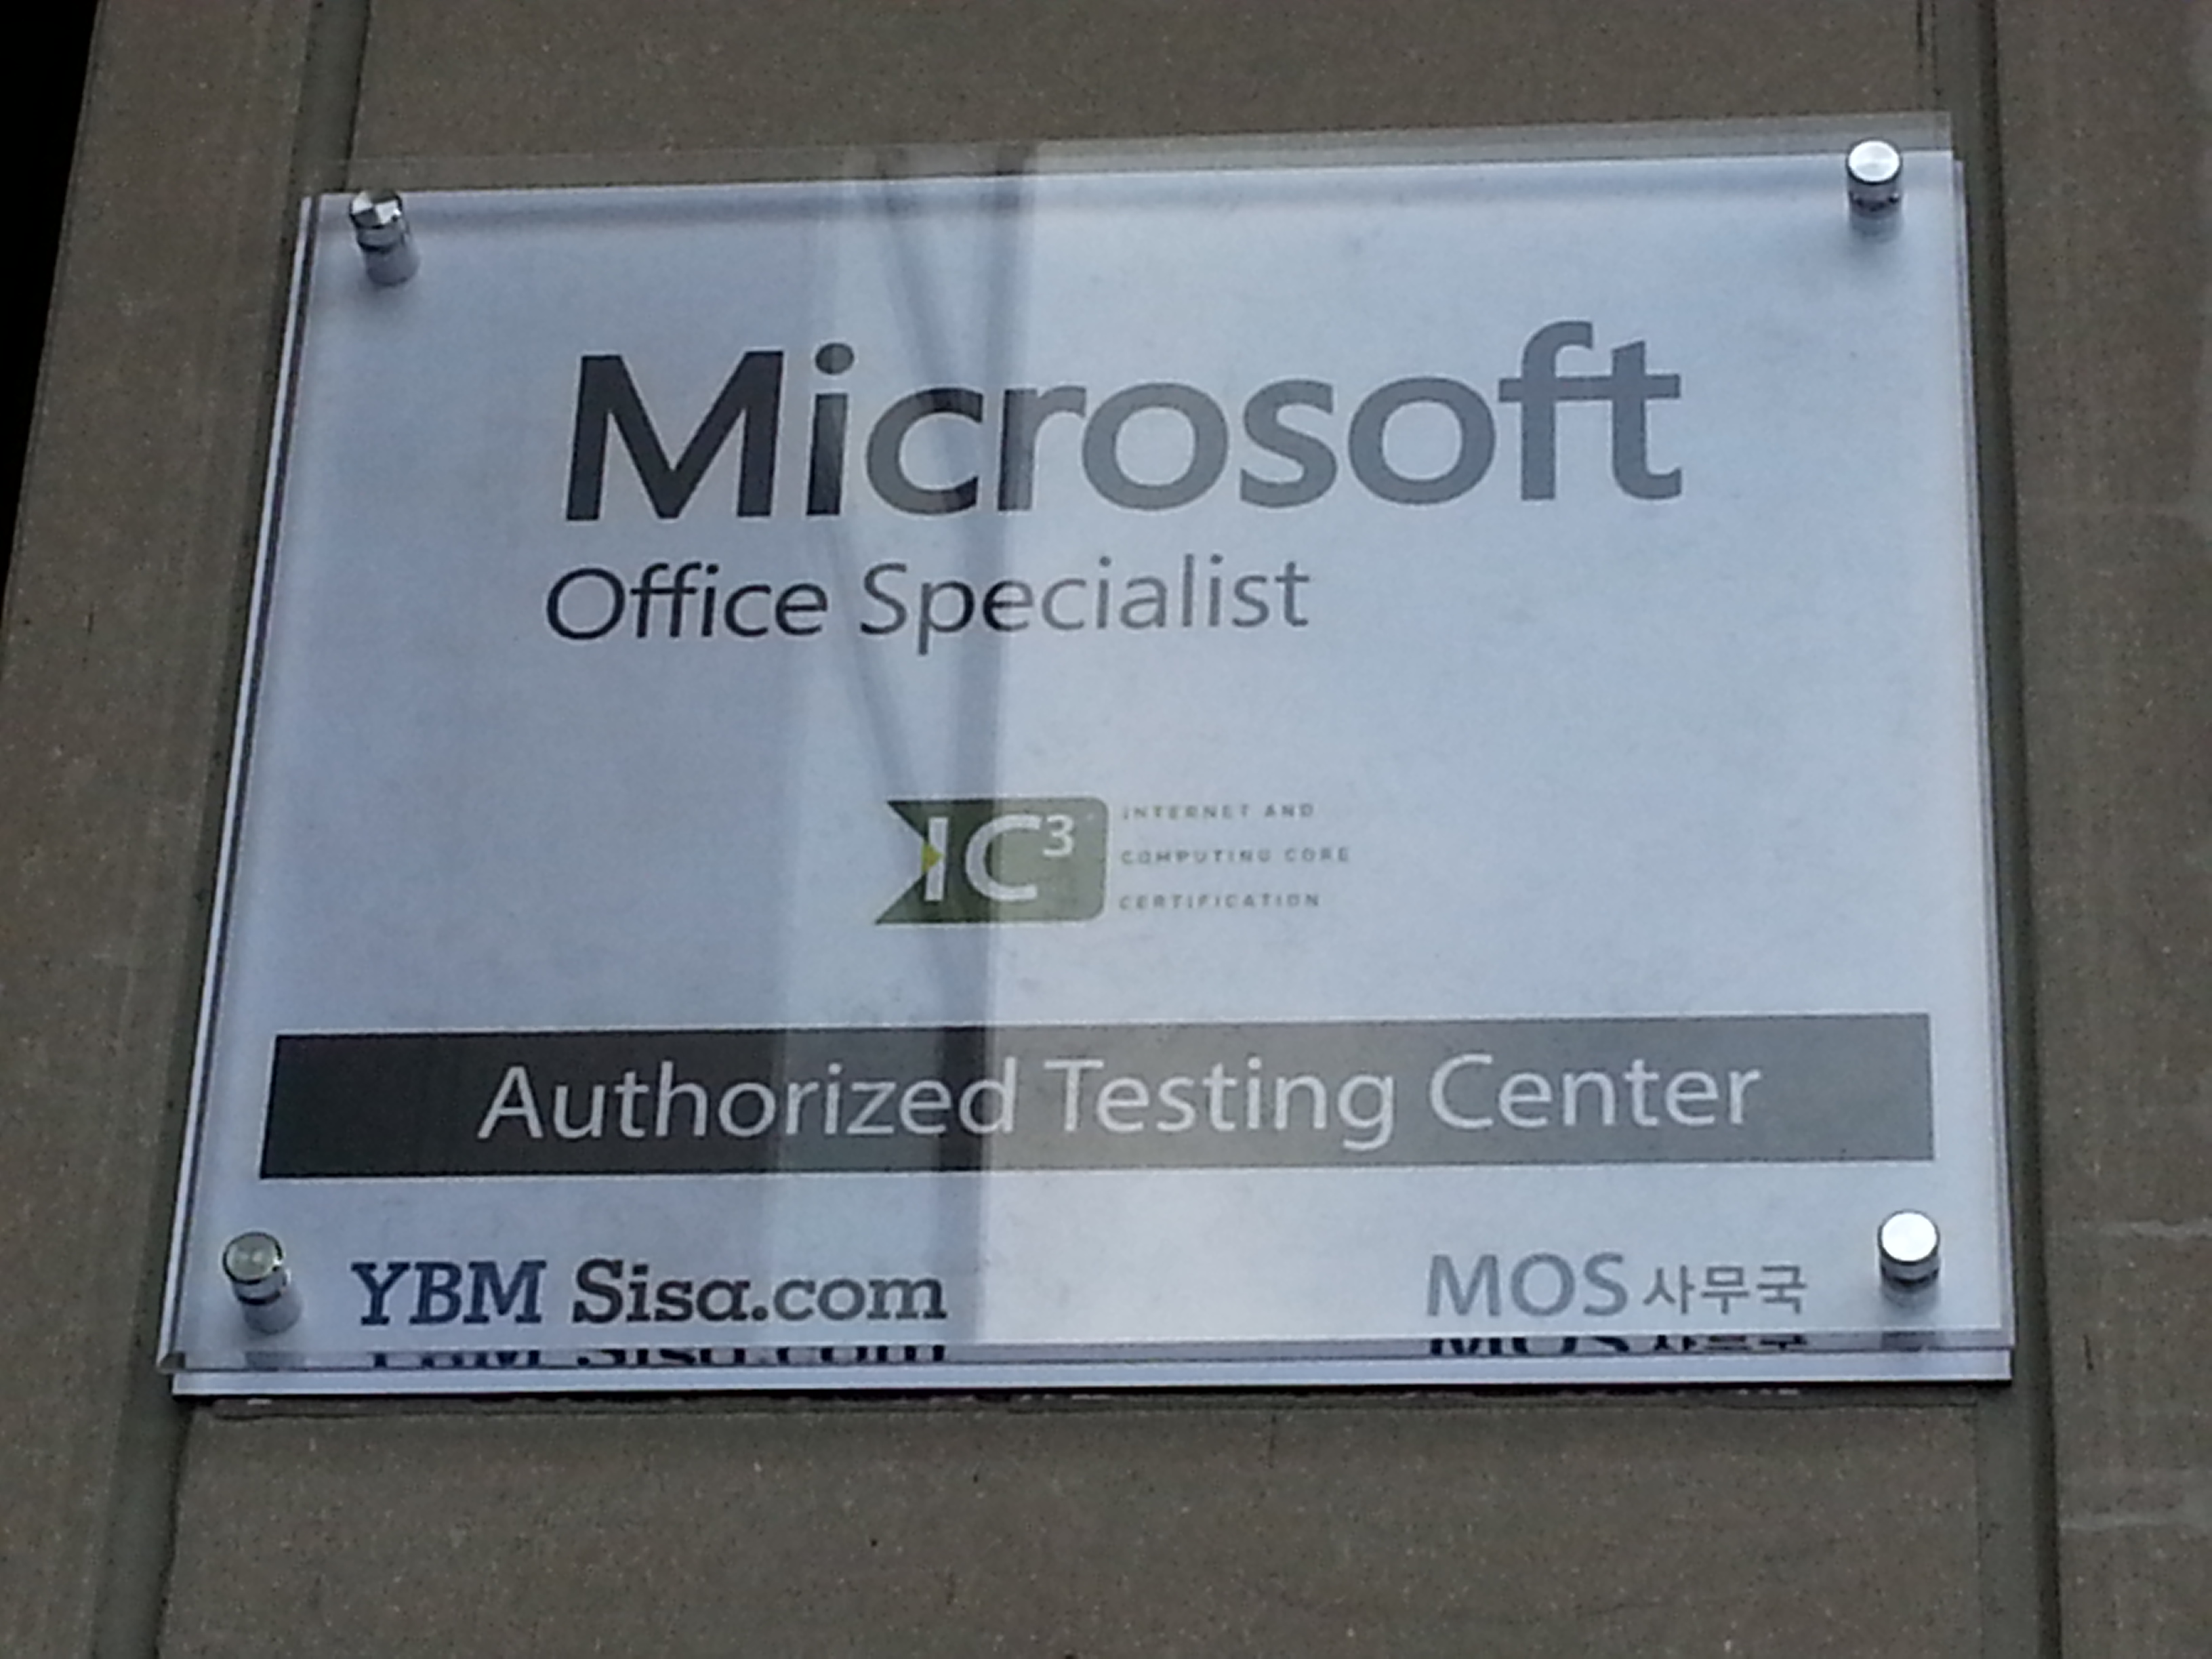 Microsoft
Office Specialist
IC³ INTERNET AND
COMPUTING CORE
CERTIFICATION
Authorized Testing Center
YBM Sisa.com MOS 사무국